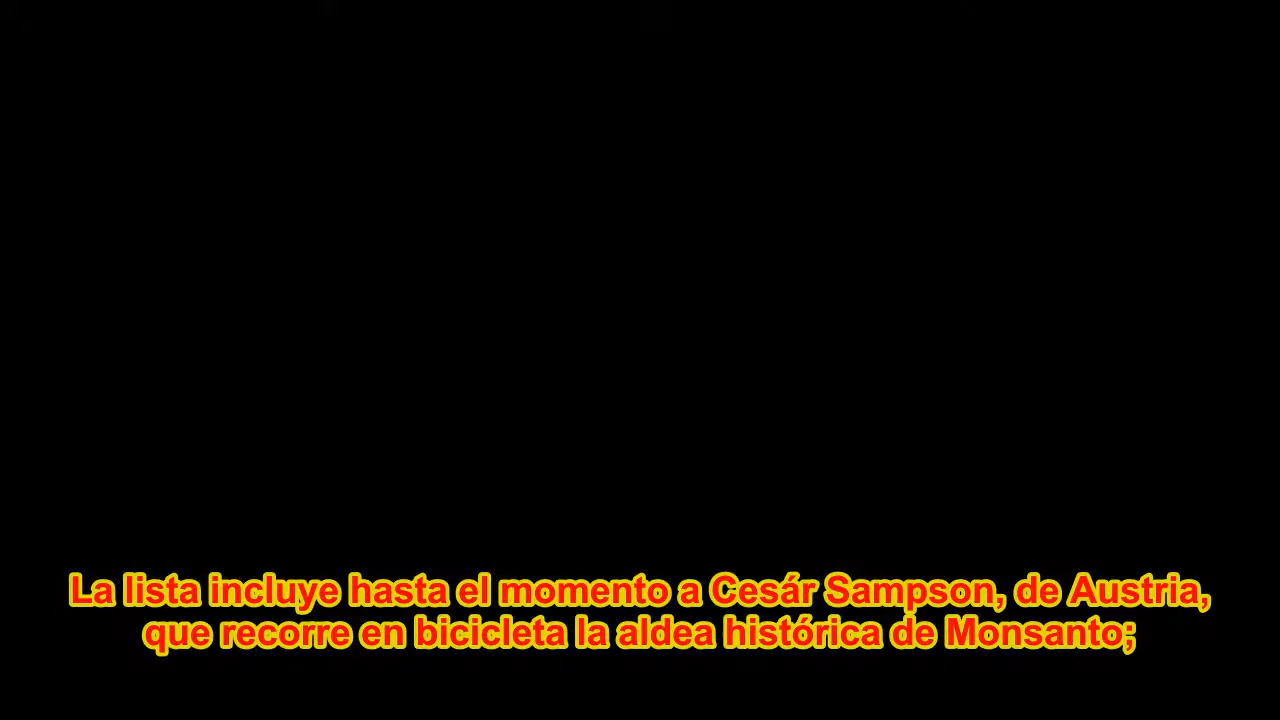 La lista incluye hasta el momento a Cesár Sampson, de Austria,
que recorre en bicicleta la aldea histórica de Monsanto;